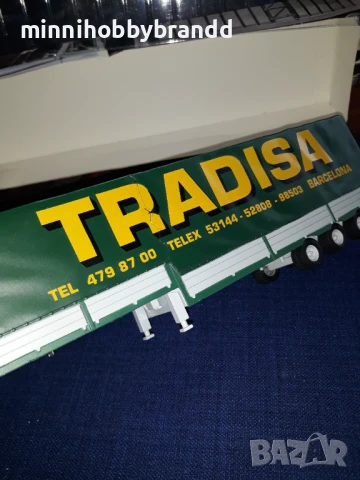 minnihobbybrandd
TRADISA
TEL 479 87 00 TELEX 53144-52808-98503 BARCELONA
BAZAR